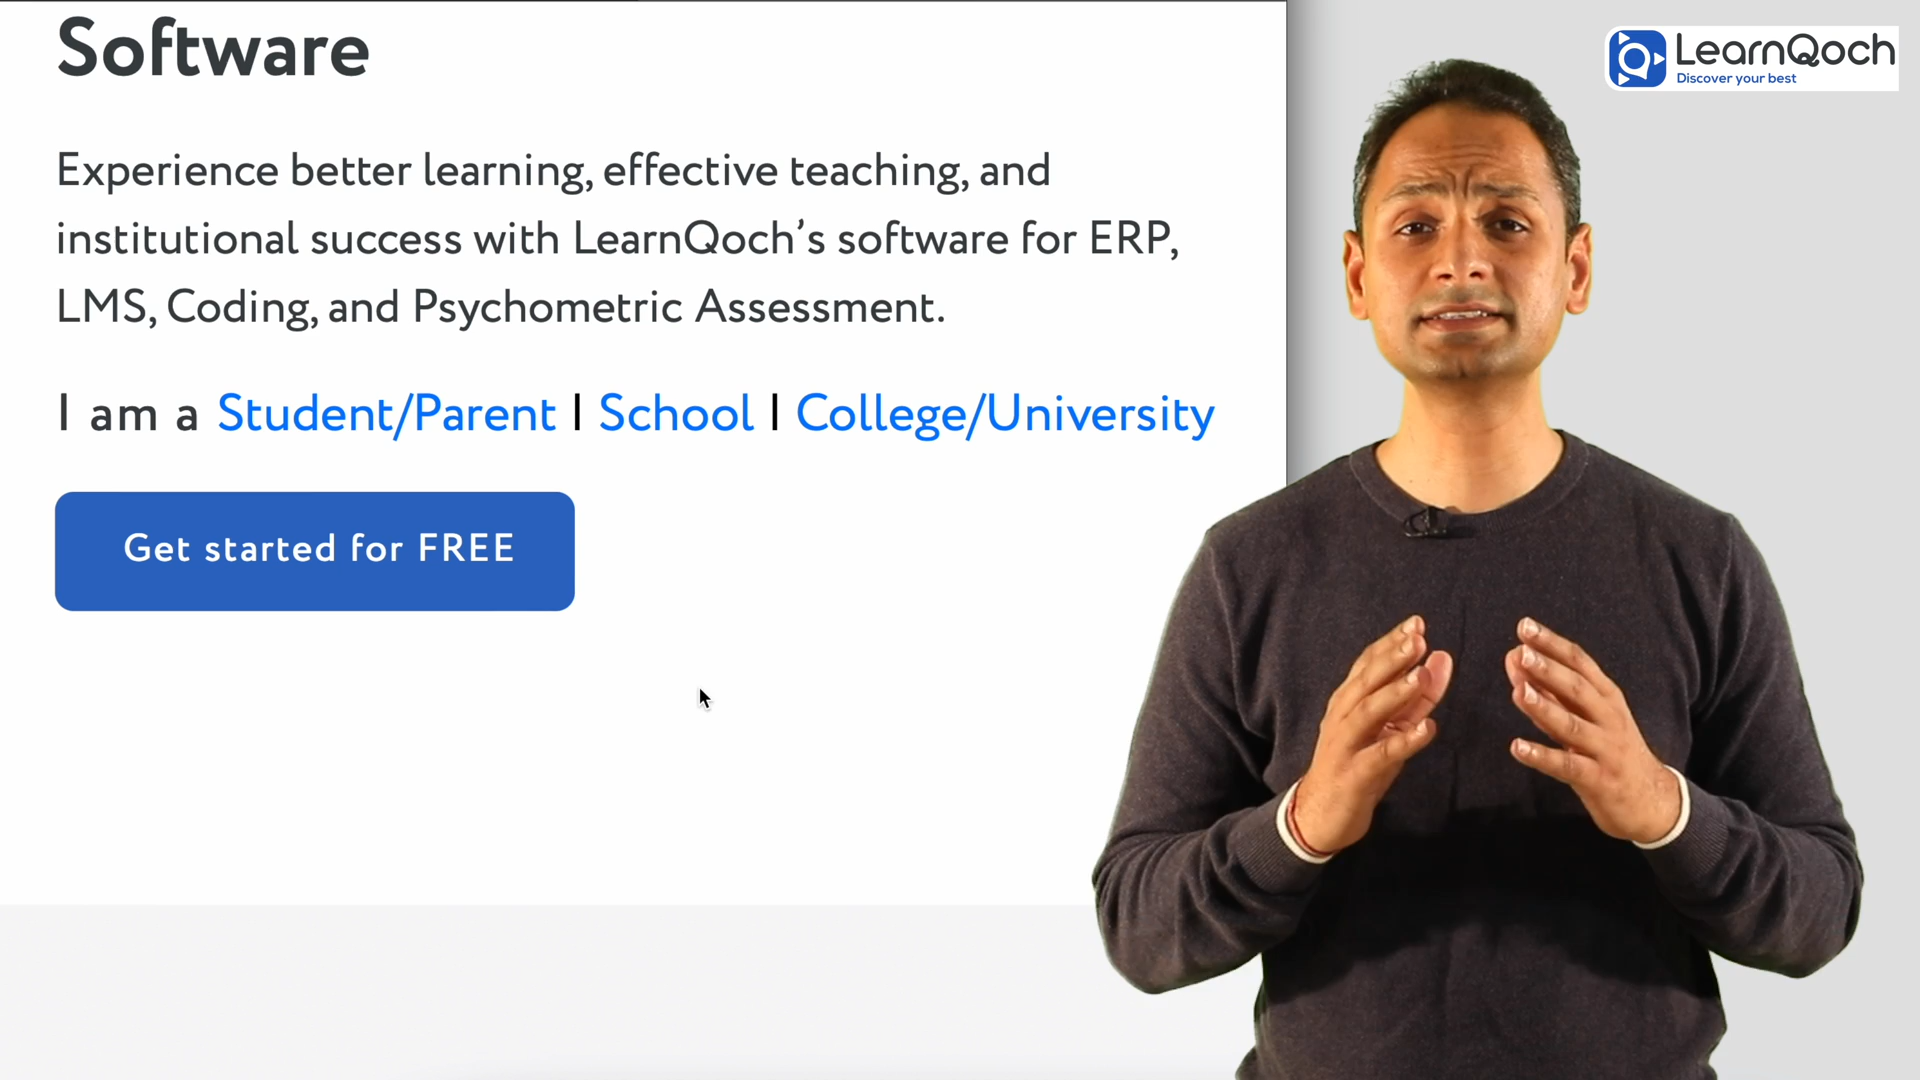 Software
Experience better learning, effective teaching, and
institutional success with LearnQoch’s software for ERP,
LMS, Coding, and Psychometric Assessment.
I am a Student/Parent | School | College/University
Get started for FREE
LearnQoch
Discover your best